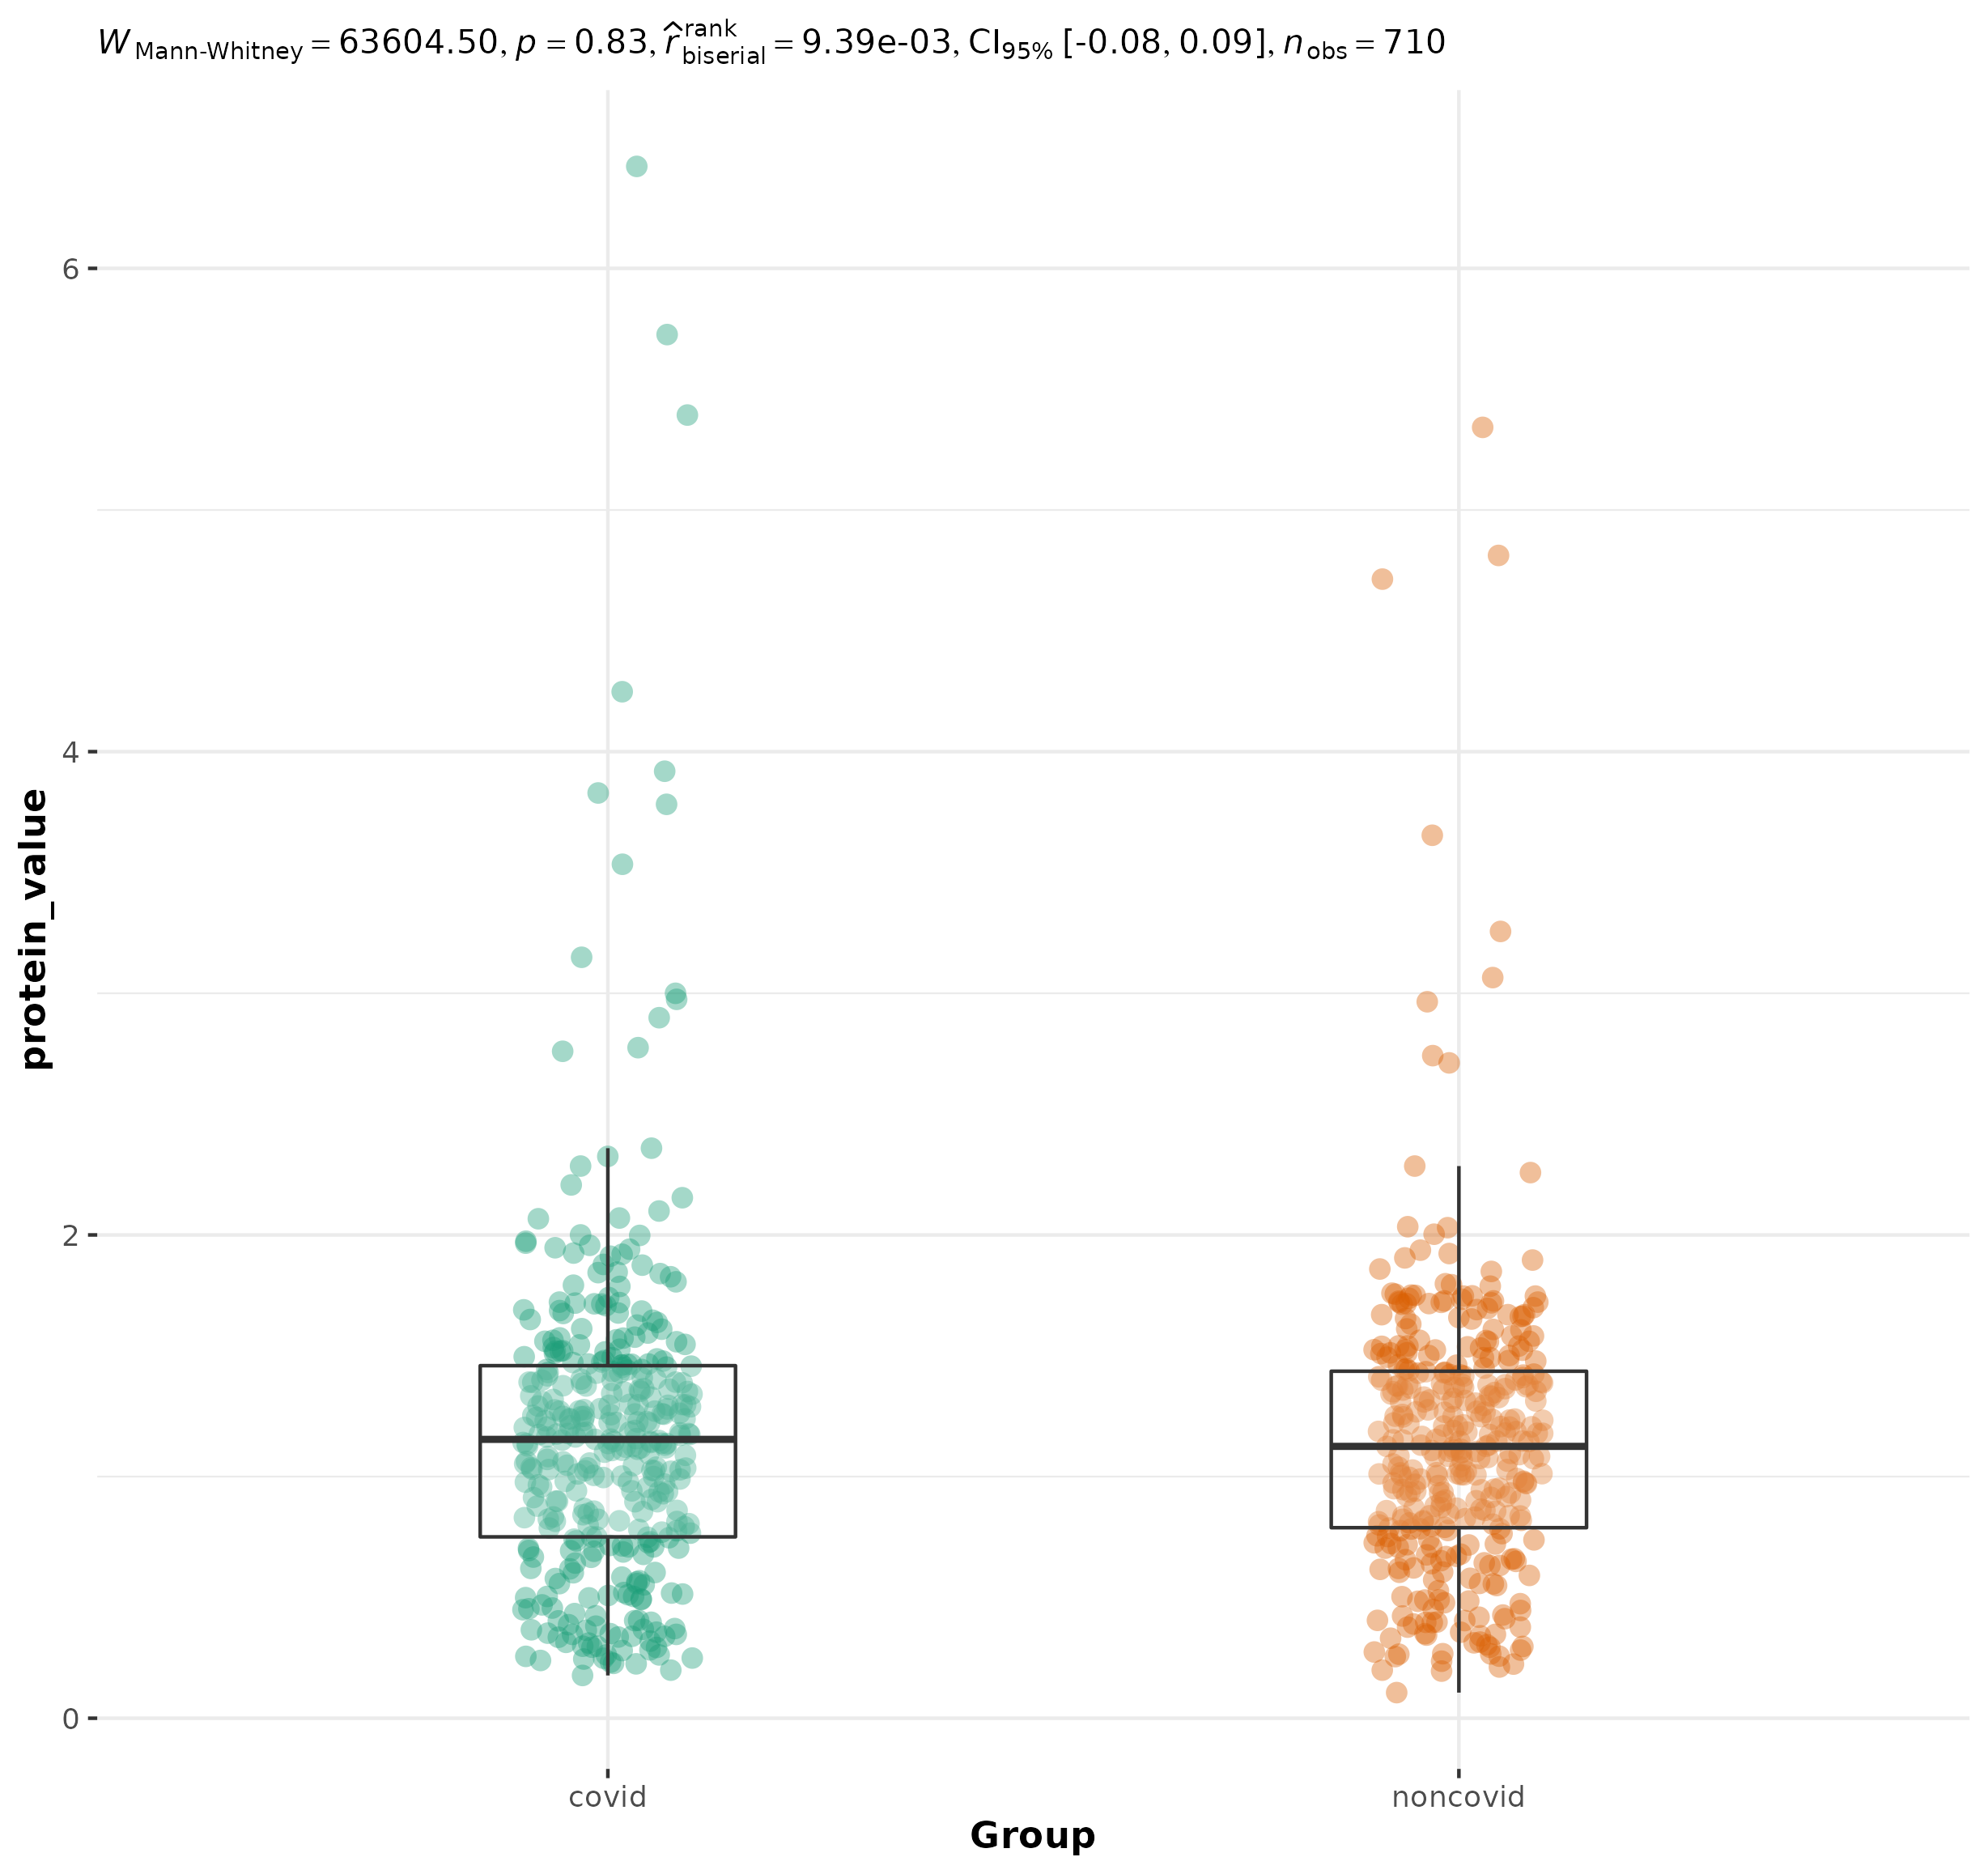 W Mann-Whitney = 63604.50, p = 0.83, r̂ rank biserial = 9.39e-03, CI95% [-0.08, 0.09], nobs = 710
6
4
2
0
protein_value
covid
noncovid
Group